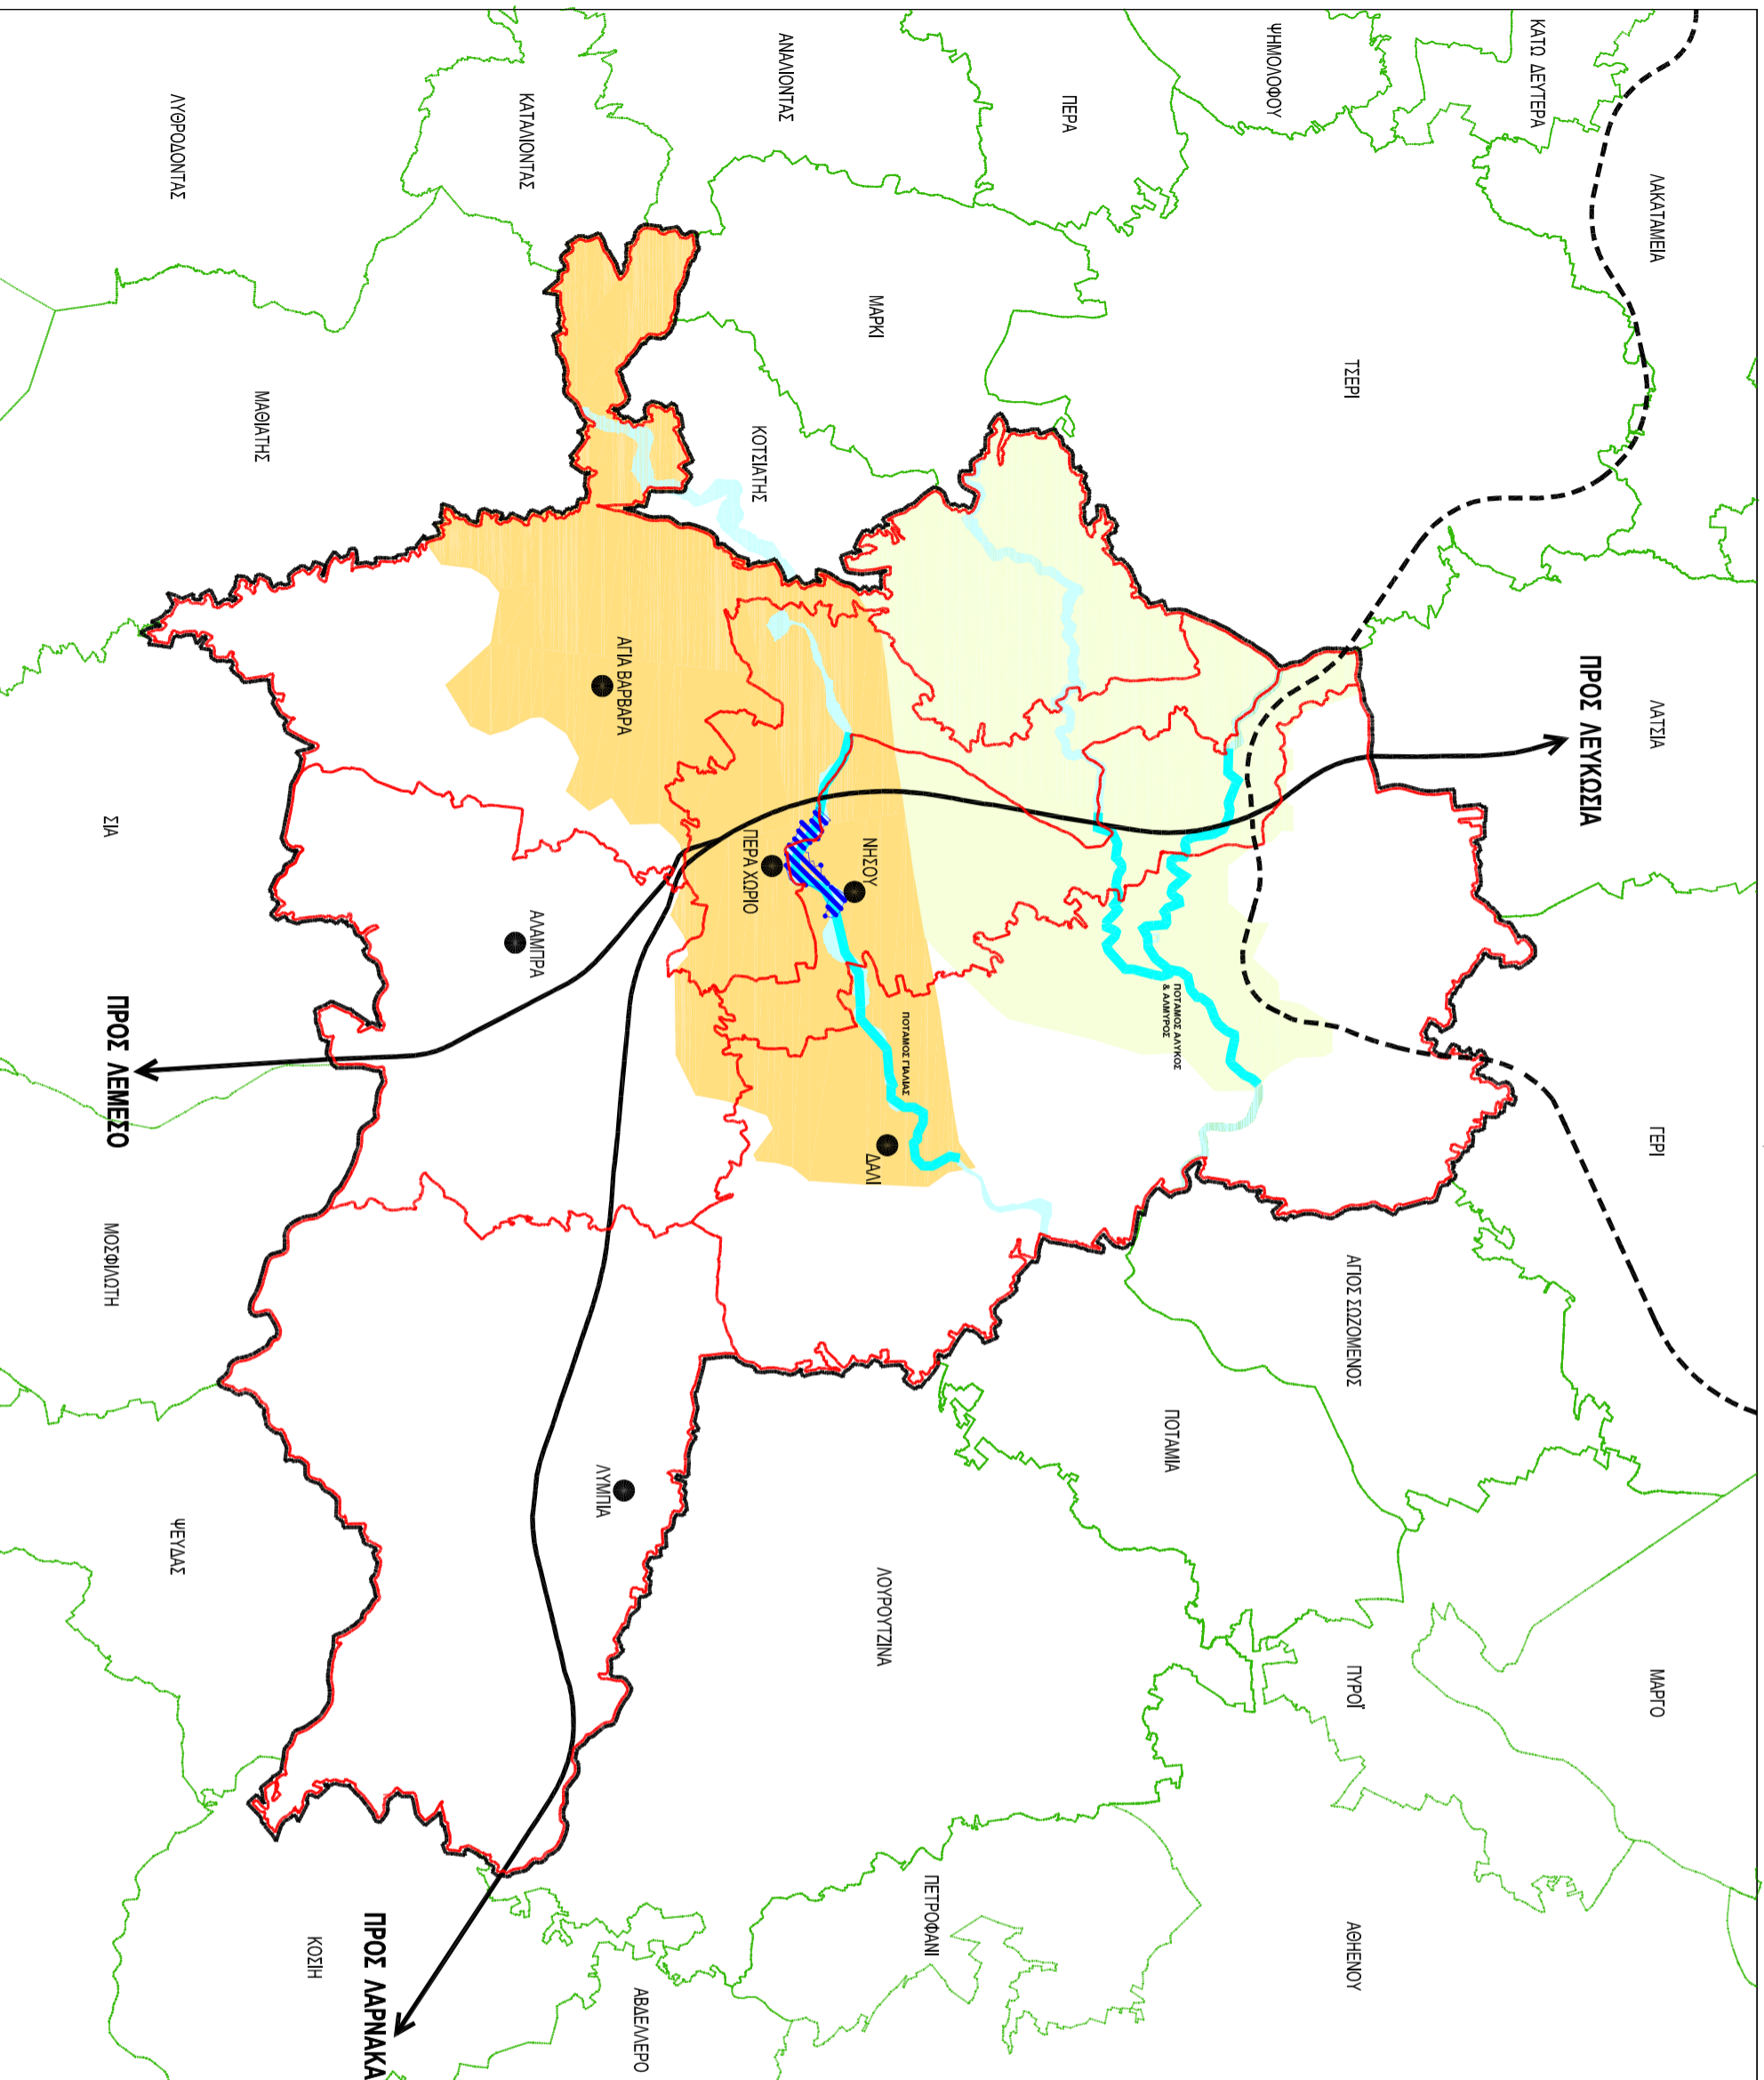 ΚΑΤΩ ΔΕΥΤΕΡΑ
ΛΑΚΑΤΑΜΕΙΑ
ΛΑΤΣΙΑ
ΓΕΡΙ
ΜΑΡΓΟ
ΠΡΟΣ ΛΕΥΚΩΣΙΑ
ΨΗΜΟΛΟΦΟΥ
ΤΣΕΡΙ
ΑΓΙΟΣ ΣΩΖΟΜΕΝΟΣ
ΠΥΡΟΪ
ΑΘΗΕΝΟΥ
ΠΕΡΑ
ΠΟΤΑΜΟΣ ΑΛΥΚΟΣ
& ΑΛΜΥΡΟΣ
ΠΟΤΑΜΙΑ
ΑΝΑΛΙΟΝΤΑΣ
ΜΑΡΚΙ
ΚΟΤΣΙΑΤΗΣ
ΝΗΣΟΥ
ΠΟΤΑΜΟΣ ΓΙΑΛΙΑΣ
ΔΑΛΙ
ΛΟΥΡΟΥΤΖΙΝΑ
ΠΕΤΡΟΦΑΝΙ
ΠΕΡΑ ΧΩΡΙΟ
ΚΑΤΑΛΙΟΝΤΑΣ
ΑΓΙΑ ΒΑΡΒΑΡΑ
ΑΛΑΜΠΡΑ
ΛΥΜΠΙΑ
ΑΒΔΕΛΛΕΡΟ
ΛΥΘΡΟΔΟΝΤΑΣ
ΜΑΘΙΑΤΗΣ
ΣΙΑ
ΠΡΟΣ ΛΕΜΕΣΟ
ΜΟΣΦΙΛΩΤΗ
ΨΕΥΔΑΣ
ΚΟΣΙΗ
ΠΡΟΣ ΛΑΡΝΑΚΑ